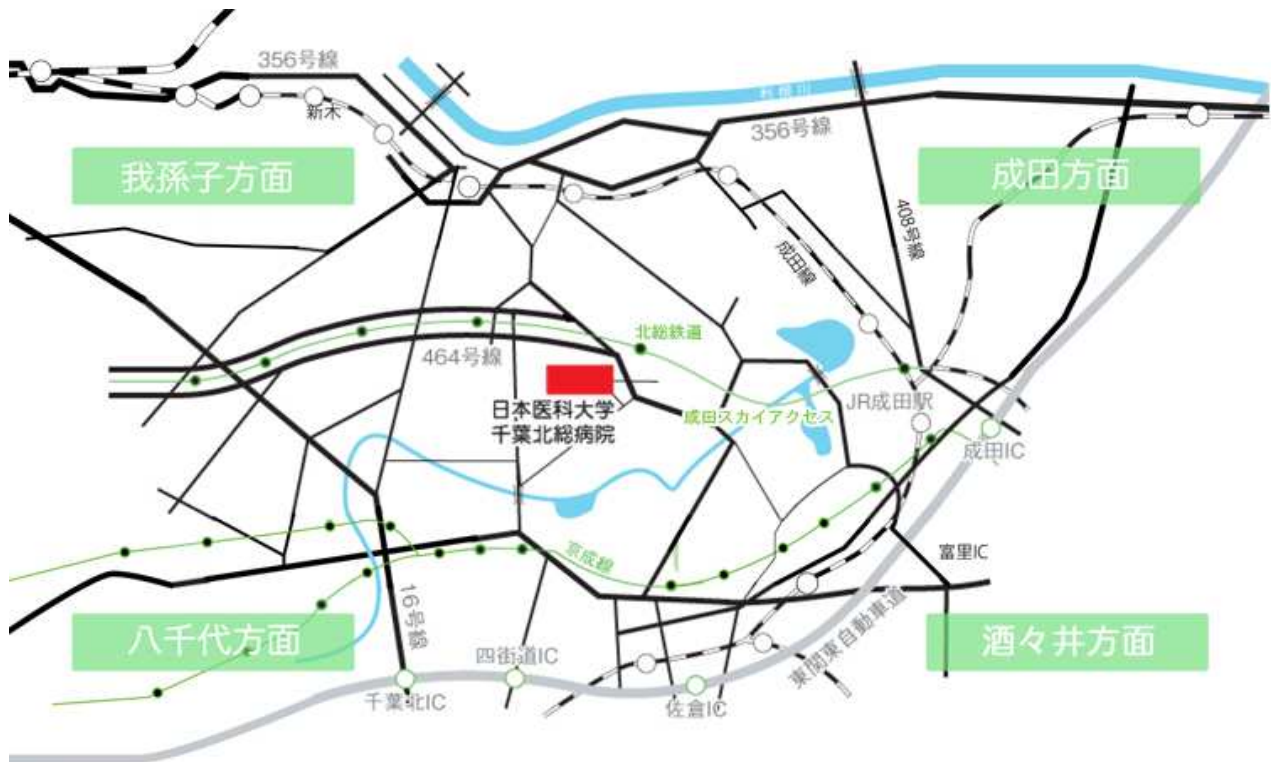 356号線
新木
利根川
356号線
我孫子方面
成田方面
408号線
成田線
北総鉄道
464号線
日本医科大学
千葉北総病院
成田スカイアクセス
JR成田駅
成田IC
京成線
富里IC
16号線
八千代方面
四街道IC
東関東自動車道
酒々井方面
千葉北IC
佐倉IC